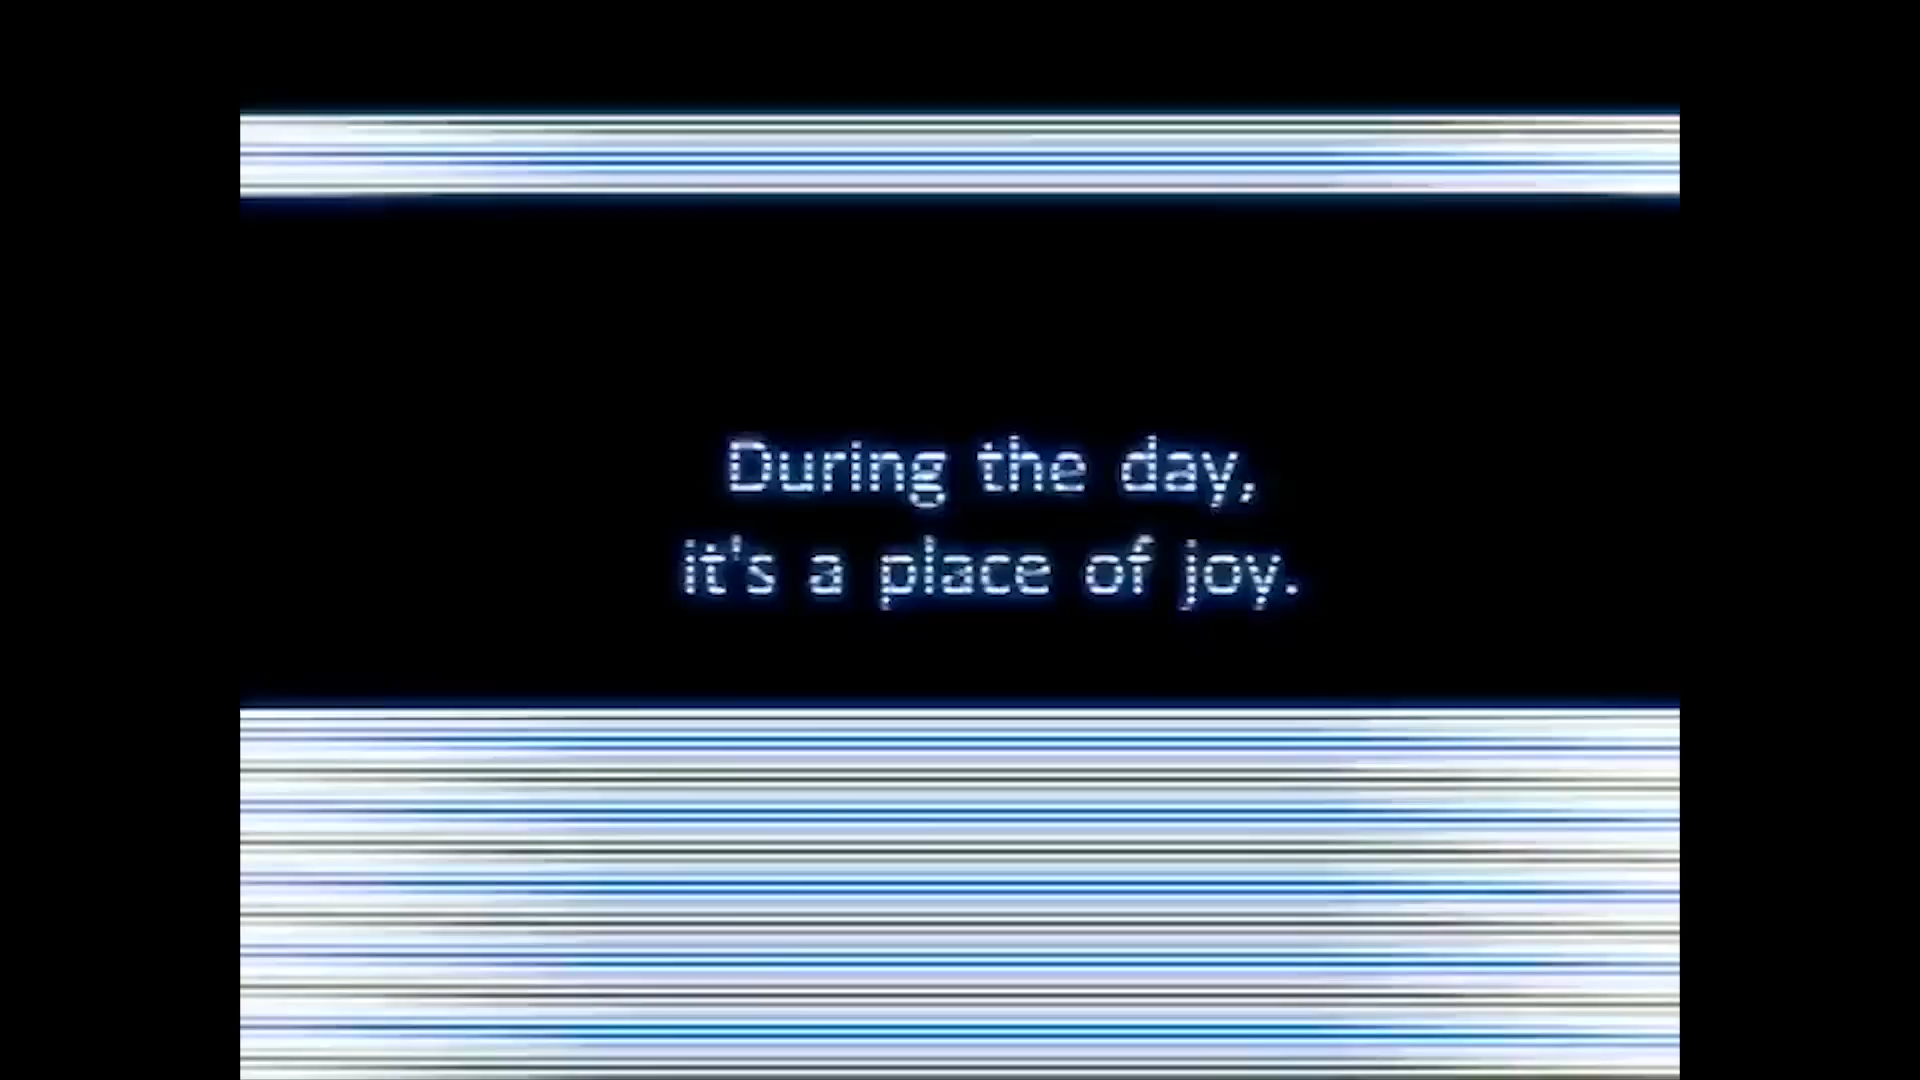 During the day,
it's a place of joy.